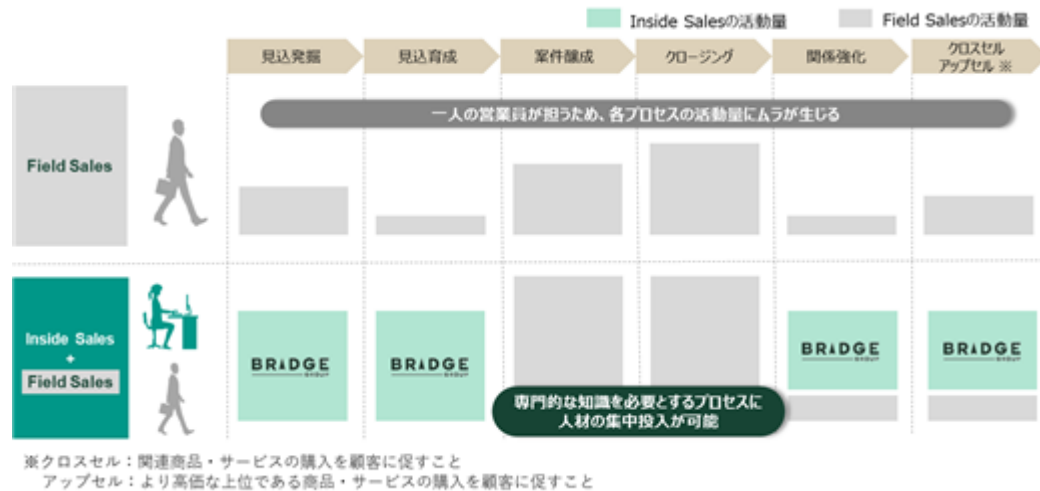 Inside Salesの活動量
Field Salesの活動量
見込発掘
見込育成
案件醸成
クロージング
関係強化
クロスセル
アップセル ※
一人の営業員が担うため、各プロセスの活動量にムラが生じる
Field Sales
Inside Sales
+
Field Sales
BRIDGE
GROUP
BRIDGE
GROUP
BRIDGE
GROUP
BRIDGE
GROUP
専門的な知識を必要とするプロセスに
人材の集中投入が可能
※クロスセル：関連商品・サービスの購入を顧客に促すこと
アップセル：より高価な上位である商品・サービスの購入を顧客に促すこと